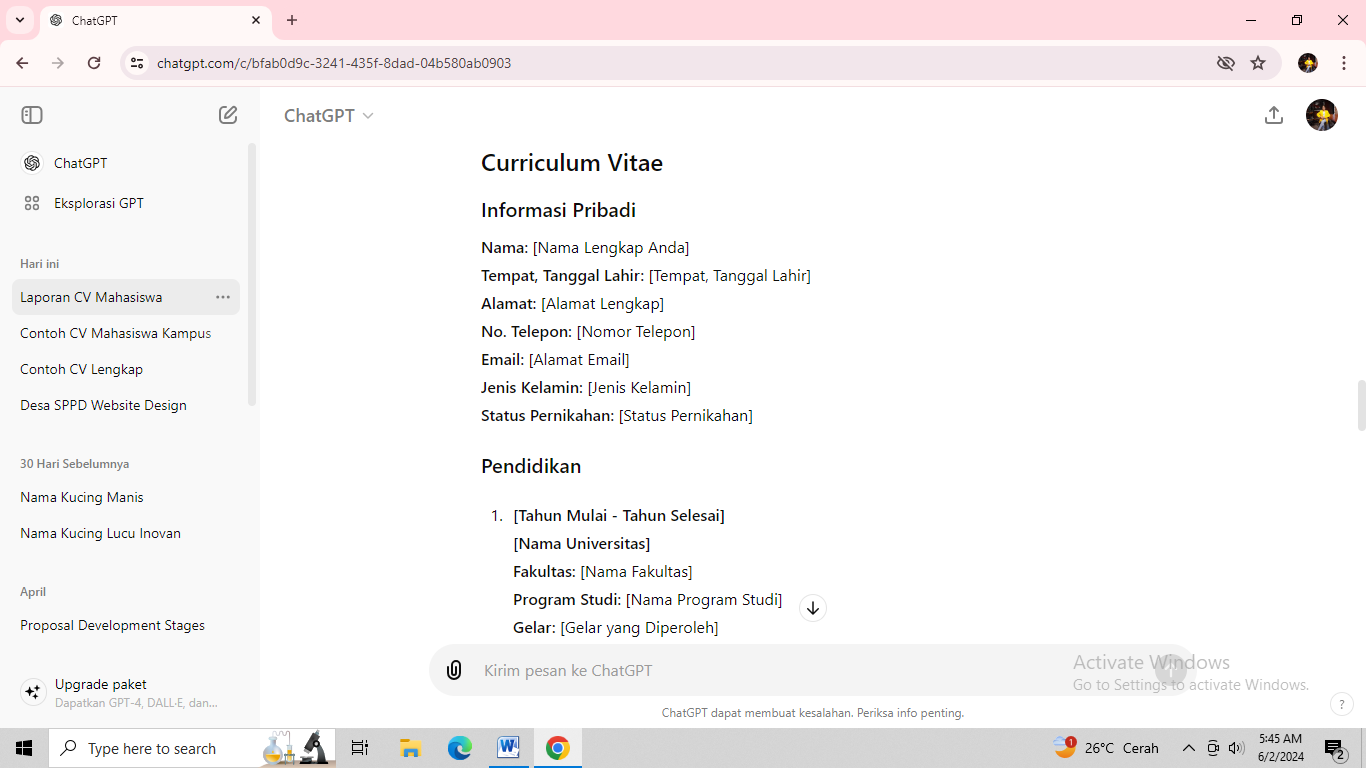 ChatGPT
chatgpt.com/c/bfab0d9c-3241-435f-8dad-04b580ab0903
ChatGPT
Eksplorasi GPT
Hari ini
Laporan CV Mahasiswa
Contoh CV Mahasiswa Kampus
Contoh CV Lengkap
Desa SPPD Website Design
30 Hari Sebelumnya
Nama Kucing Manis
Nama Kucing Lucu Inovan
April
Proposal Development Stages
Upgrade paket
Dapatkan GPT-4, DALL·E, dan...
ChatGPT
Curriculum Vitae
Informasi Pribadi
Nama: [Nama Lengkap Anda]
Tempat, Tanggal Lahir: [Tempat, Tanggal Lahir]
Alamat: [Alamat Lengkap]
No. Telepon: [Nomor Telepon]
Email: [Alamat Email]
Jenis Kelamin: [Jenis Kelamin]
Status Pernikahan: [Status Pernikahan]
Pendidikan
1. [Tahun Mulai - Tahun Selesai]
[Nama Universitas]
Fakultas: [Nama Fakultas]
Program Studi: [Nama Program Studi]
Gelar: [Gelar yang Diperoleh]
Kirim pesan ke ChatGPT
ChatGPT dapat membuat kesalahan. Periksa info penting.
?
Activate Windows
Go to Settings to activate Windows.
Type here to search
W
1
26°C Cerah
5:45 AM
6/2/2024
2